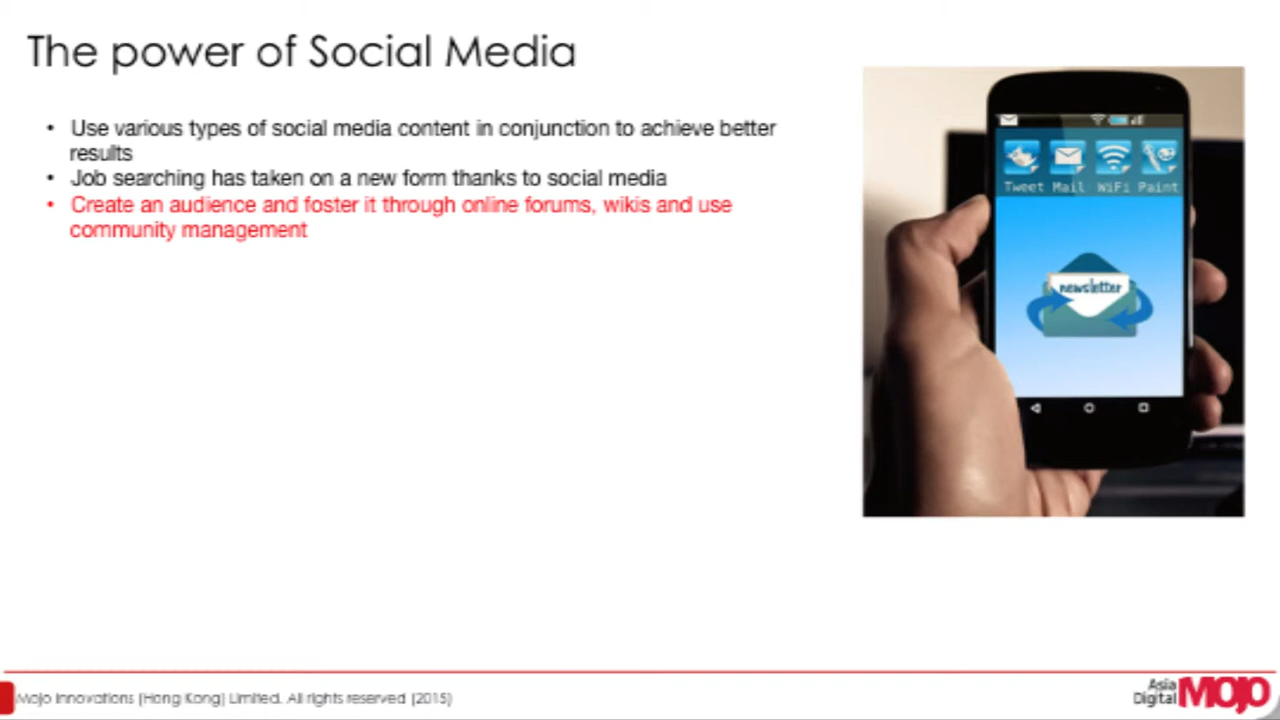 The power of Social Media
• Use various types of social media content in conjunction to achieve better
results
• Job searching has taken on a new form thanks to social media
• Create an audience and foster it through online forums, wikis and use
community management
Tweet Mail WiFi Paint
newsletter
Mojo Innovations (Hong Kong) Limited. All rights reserved (2015)
Asia
Digital MOJO